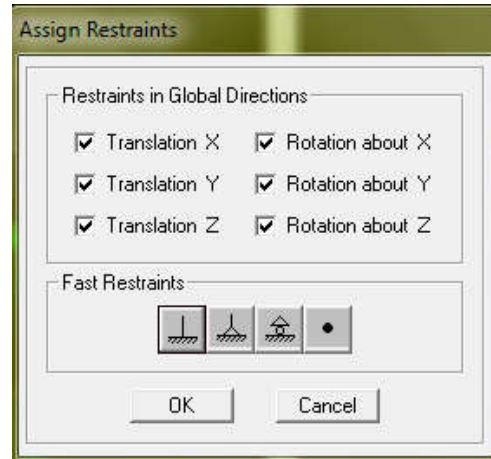 Assign Restraints
Restraints in Global Directions
Translation X Rotation about X
Translation Y Rotation about Y
Translation Z Rotation about Z
Fast Restraints
OK Cancel